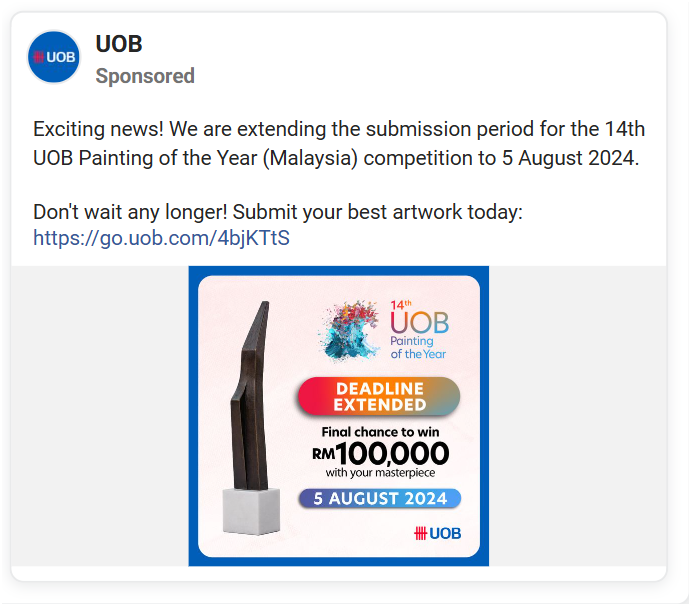 UOB
UOB
Sponsored
Exciting news! We are extending the submission period for the 14th
UOB Painting of the Year (Malaysia) competition to 5 August 2024.
Don't wait any longer! Submit your best artwork today:
https://go.uob.com/4bjKTtS
14th
UOB
Painting
of the Year
DEADLINE
EXTENDED
Final chance to win
RM100,000
with your masterpiece
5 AUGUST 2024
UOB